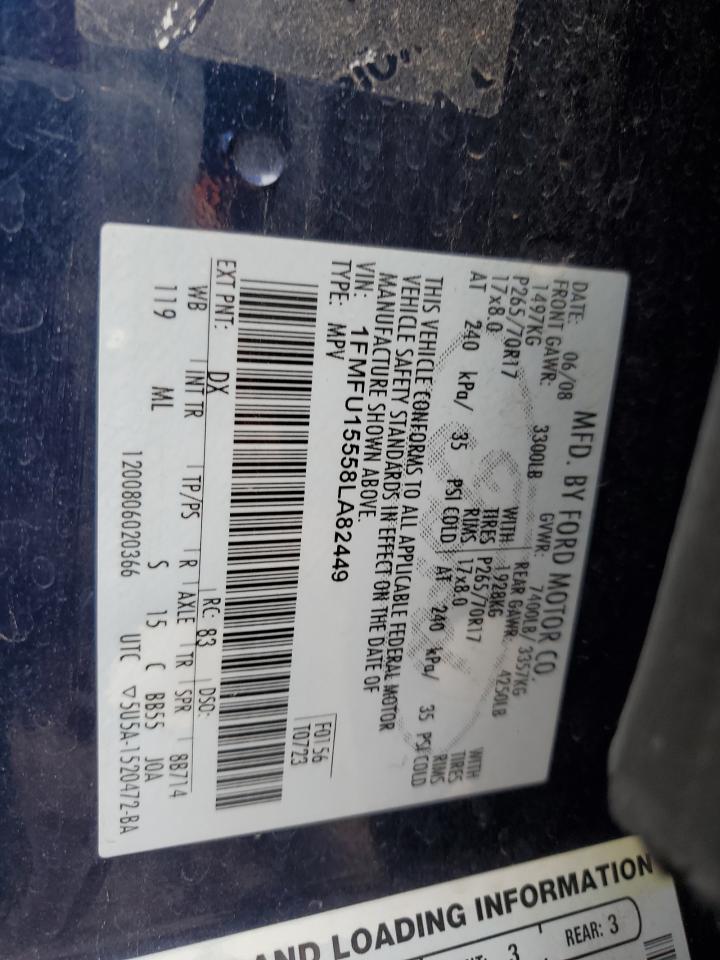 MFD. BY FORD MOTOR CO.
DATE: 06/08 GVWR: 7400LB/ 3357KG
FRONT GAWR: 3300LB REAR GAWR: 4250LB
1497KG WITH 1928KG WITH
P265/70R17 TIRES P265/70R17 TIRES
17x8.0 RIMS 17x8.0 RIMS
AT 240 kPa/ 35 PSI COLD AT 240 kPa/ 35 PSI COLD
THIS VEHICLE CONFORMS TO ALL APPLICABLE FEDERAL MOTOR
VEHICLE SAFETY STANDARDS IN EFFECT ON THE DATE OF
MANUFACTURE SHOWN ABOVE.
VIN: 1FMFU15558LA82449
TYPE: MPV
F0156
T0723
EXT PNT: DX RC: 83 DSO:
WB INT TR TP/PS R AXLE TR SPR 8B714
119 ML S 15 C BB55 JOA
1200806020366 UTC ▽5U5A-1520472-BA
AND LOADING INFORMATION
3 REAR: 3